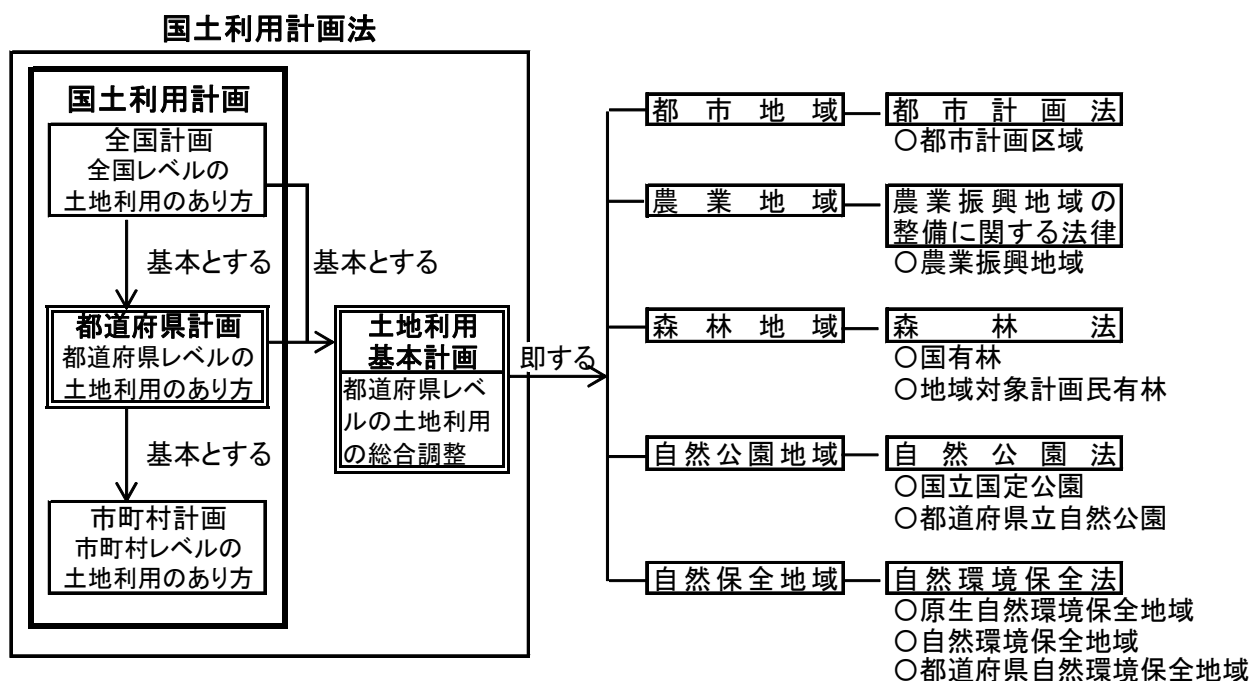 国土利用計画法
国土利用計画
全国計画
全国レベルの
土地利用のあり方
基本とする
基本とする
都道府県計画
都道府県レベルの
土地利用のあり方
基本とする
市町村計画
市町村レベルの
土地利用のあり方
土地利用
基本計画
都道府県レベ
ルの土地利用
の総合調整
即する
都市地域
都市計画法
○都市計画区域
農業地域
農業振興地域の
整備に関する法律
○農業振興地域
森林地域
森林法
○国有林
○地域対象計画民有林
自然公園地域
自然公園法
○国立国定公園
○都道府県立自然公園
自然保全地域
自然環境保全法
○原生自然環境保全地域
○自然環境保全地域
○都道府県自然環境保全地域